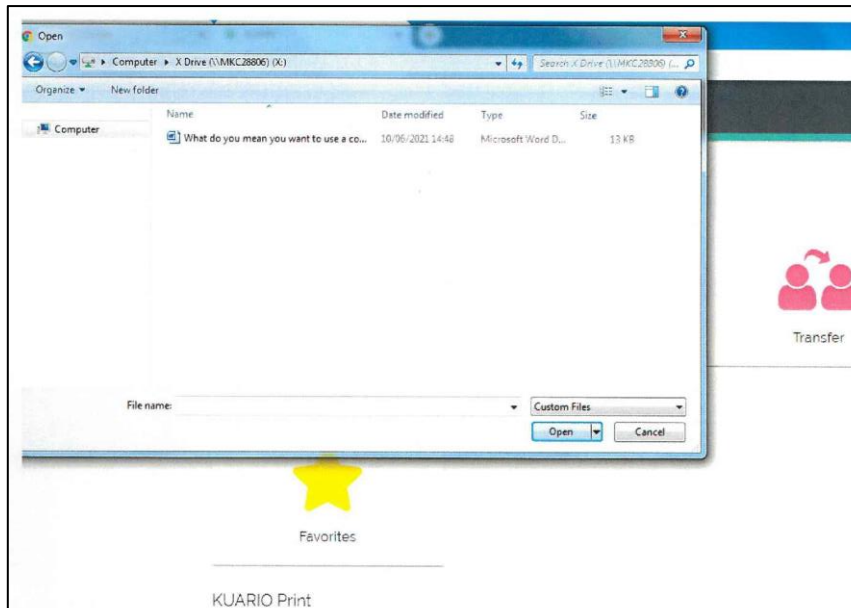 Open
Computer ▸ X Drive (\\MKC28806) (X:)
Search X Drive (\\MKC28806) (...
Organize New folder
Name Date modified Type Size
Computer
What do you mean you want to use a co... 10/06/2021 14:48 Microsoft Word D... 13 KB
Transfer
File name: Custom Files
Open Cancel
Favorites
KUARIO Print